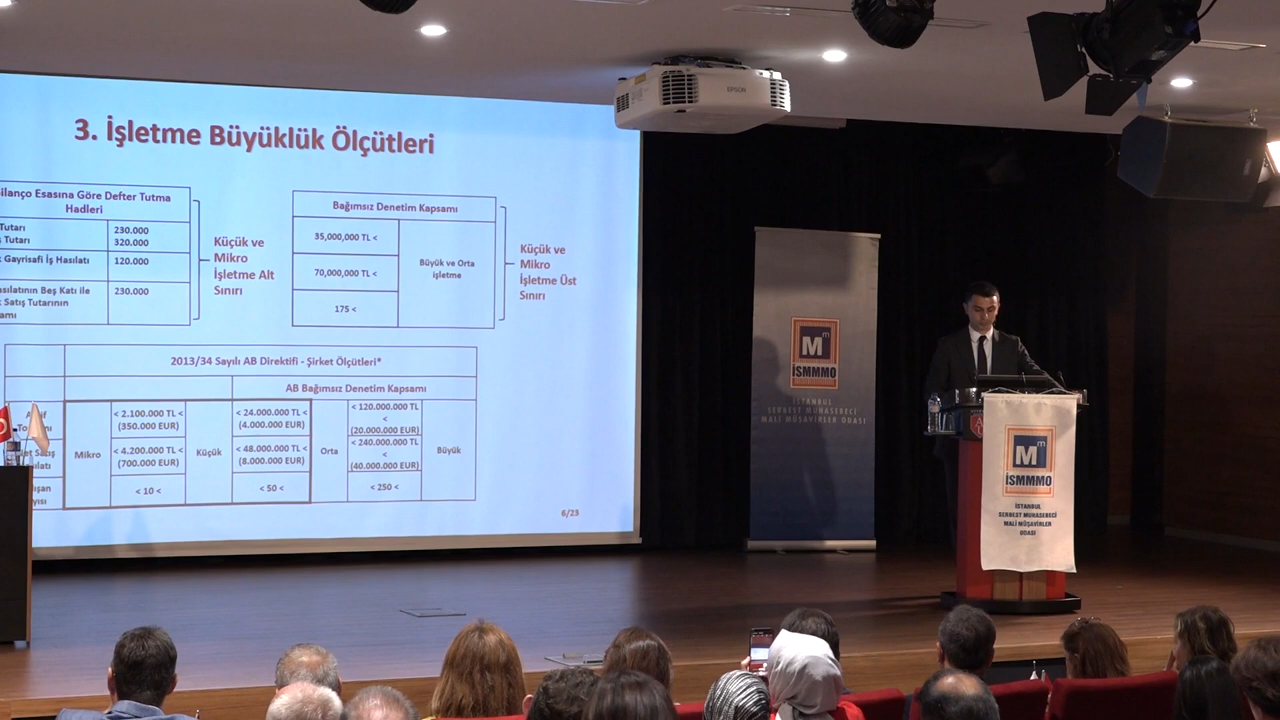 3. İşletme Büyüklük Ölçütleri
Esasına Göre Defter Tutma
Hadleri
Tutarı
230.000
Tutarı
320.000
Gayrisafi İş Hasılatı
120.000
Beş Katı ile
Satış Tutarının
230.000
Küçük ve
Mikro
İşletme Alt
Sınırı
Bağımsız Denetim Kapsamı
35,000,000 TL <
70,000,000 TL <
175 <
Büyük ve Orta
işletme
Küçük ve
Mikro
İşletme Üst
Sınırı
2013/34 Sayılı AB Direktifi - Şirket Ölçütleri*
AB Bağımsız Denetim Kapsamı
Mikro
< 2.100.000 TL <
(350.000 EUR)
< 4.200.000 TL <
(700.000 EUR)
< 10 <
Küçük
< 24.000.000 TL <
(4.000.000 EUR)
< 48.000.000 TL <
(8.000.000 EUR)
< 50 <
Orta
< 120.000.000 TL
<
(20.000.000 EUR)
< 240.000.000 TL
<
(40.000.000 EUR)
< 250 <
Büyük
6/23
EPSON
Mm
İSMMMO
İSTANBUL
SERBEST MUHASEBECİ
MALİ MÜŞAVİRLER ODASI
Mm
İSMMMO
İSTANBUL
SERBEST MUHASEBECİ
MALİ MÜŞAVİRLER
ODASI